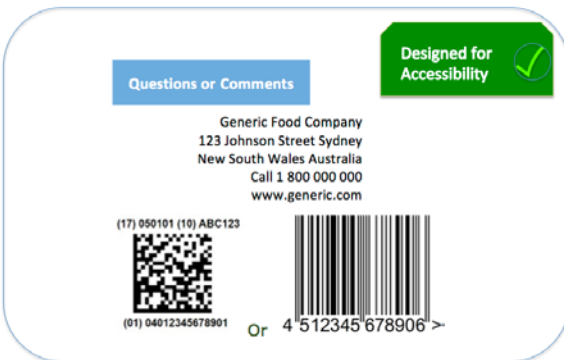 Designed for
Accessibility
Questions or Comments
Generic Food Company
123 Johnson Street Sydney
New South Wales Australia
Call 1 800 000 000
www.generic.com
(17) 050101 (10) ABC123
(01) 04012345678901
Or
4 512345 678906 >